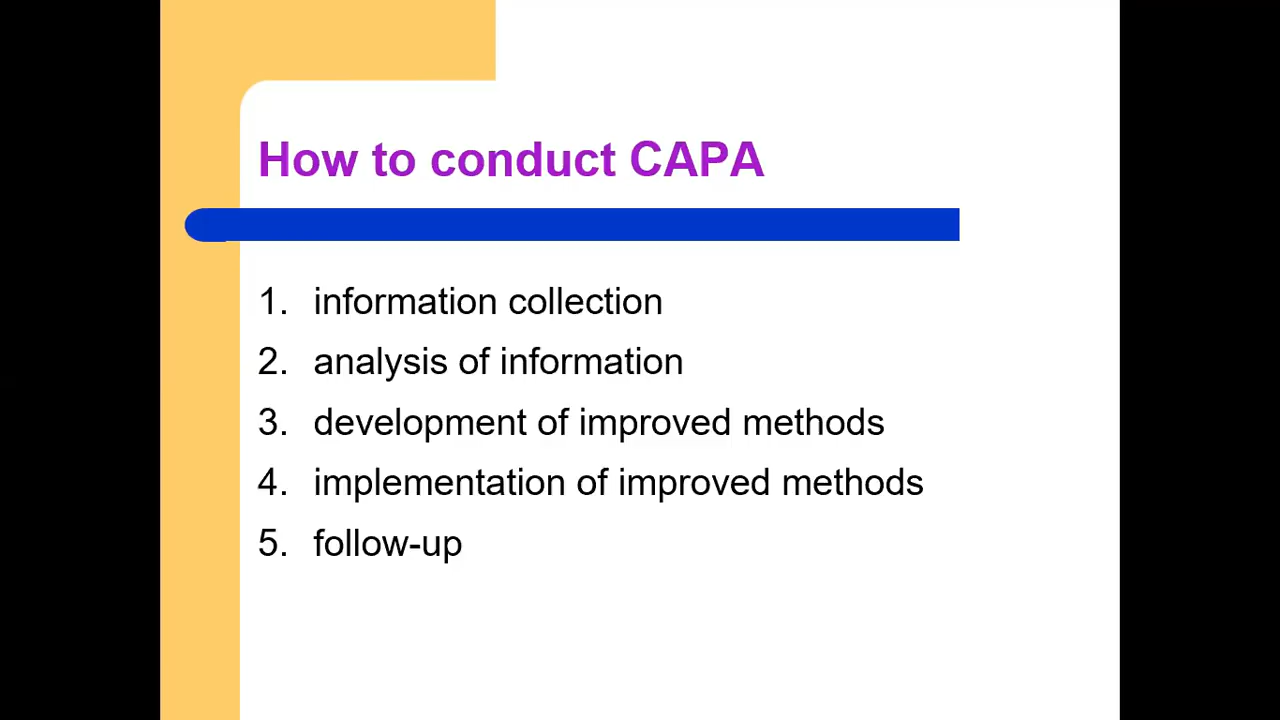 How to conduct CAPA
1. information collection
2. analysis of information
3. development of improved methods
4. implementation of improved methods
5. follow-up